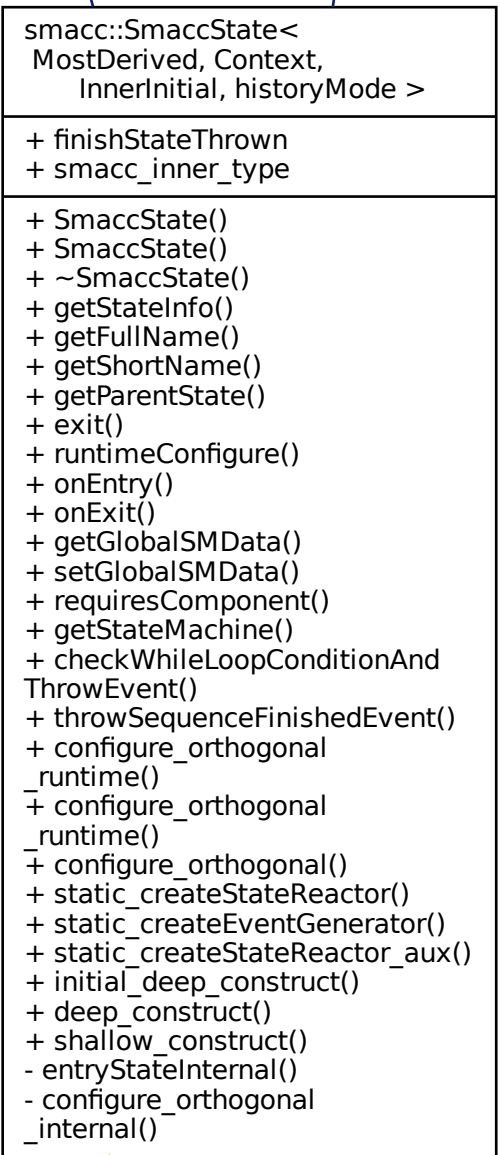 smacc::SmaccState<
MostDerived, Context,
InnerInitial, historyMode >
+ finishStateThrown
+ smacc_inner_type
+ SmaccState()
+ SmaccState()
+ ~SmaccState()
+ getStateInfo()
+ getFullName()
+ getShortName()
+ getParentState()
+ exit()
+ runtimeConfigure()
+ onEntry()
+ onExit()
+ getGlobalSMData()
+ setGlobalSMData()
+ requiresComponent()
+ getStateMachine()
+ checkWhileLoopConditionAnd
ThrowEvent()
+ throwSequenceFinishedEvent()
+ configure_orthogonal
_runtime()
+ configure_orthogonal
_runtime()
+ configure_orthogonal()
+ static_createStateReactor()
+ static_createEventGenerator()
+ static_createStateReactor_aux()
+ initial_deep_construct()
+ deep_construct()
+ shallow_construct()
- entryStateInternal()
- configure_orthogonal
_internal()